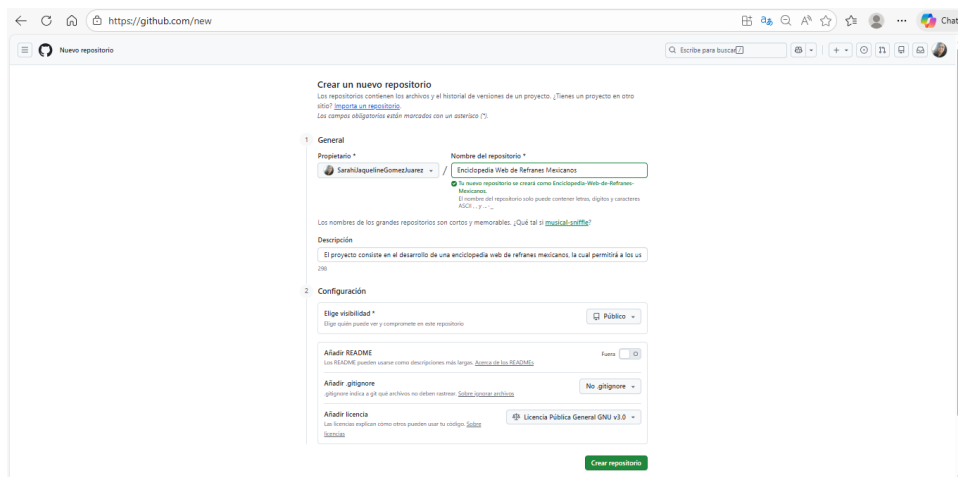 https://github.com/new
Chat
Nuevo repositorio
Escribe para buscar
Crear un nuevo repositorio
Los repositorios contienen los archivos y el historial de versiones de un proyecto. ¿Tienes un proyecto en otro
sitio? Importa un repositorio.
Los campos obligatorios están marcados con un asterisco (*).
1 General
Propietario * Nombre del repositorio *
SarahiJaquelineGomezJuarez / Enciclopedia Web de Refranes Mexicanos
Tu nuevo repositorio se creará como Enciclopedia-Web-de-Refranes-
Mexicanos.
El nombre del repositorio solo puede contener letras, dígitos y caracteres
ASCII . , y ... - _
Los nombres de los grandes repositorios son cortos y memorables. ¿Qué tal si musical-sniffle?
Descripción
El proyecto consiste en el desarrollo de una enciclopedia web de refranes mexicanos, la cual permitirá a los us
298
2 Configuración
Elige visibilidad *
Elige quién puede ver y compromete en este repositorio
Público
Añadir README
Los README pueden usarse como descripciones más largas. Acerca de los READMEs
Fuera
Añadir .gitignore
.gitignore indica a git qué archivos no deben rastrear. Sobre ignorar archivos
No .gitignore
Añadir licencia
Las licencias explican cómo otros pueden usar tu código. Sobre
licencias
Licencia Pública General GNU v3.0
Crear repositorio